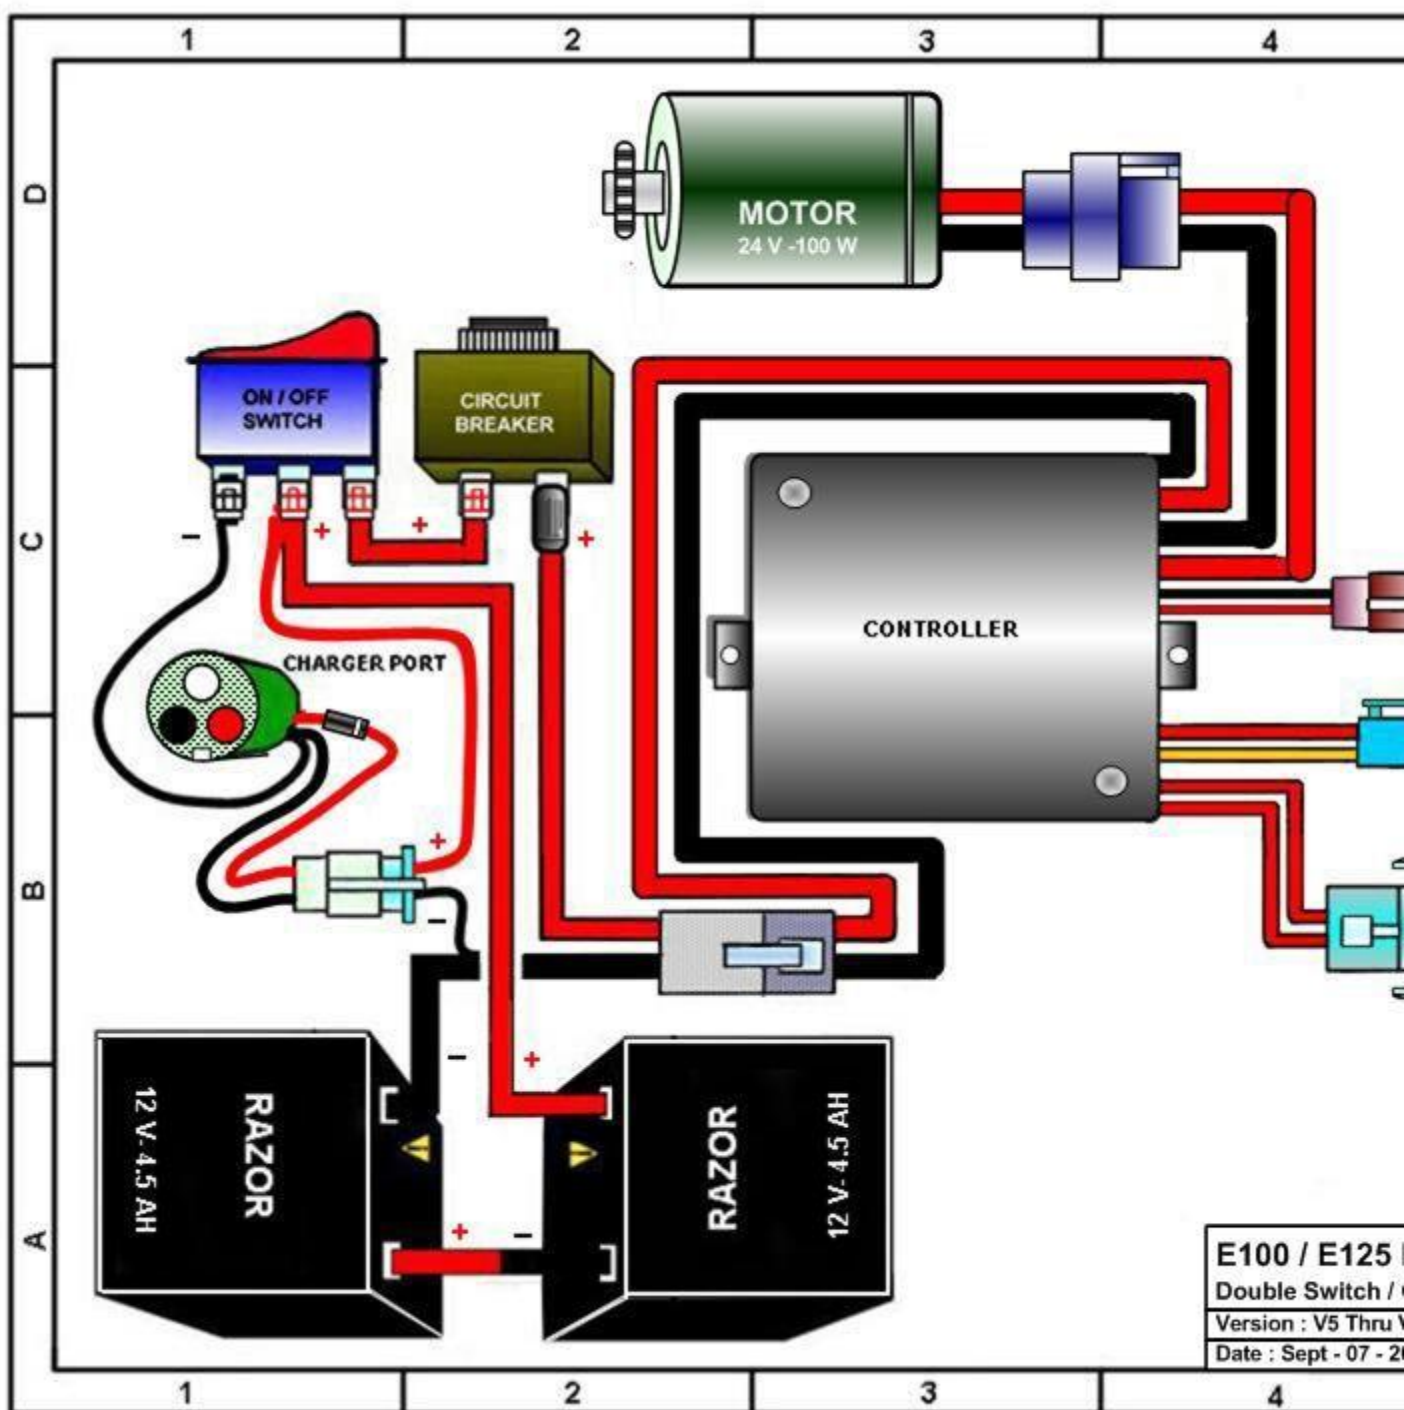 1 2 3 4
D
MOTOR
24 V -100 W
ON / OFF
SWITCH
CIRCUIT
BREAKER
+
+
-
+
C
CONTROLLER
CHARGER PORT
+
B
-
-
+
12 V- 4.5 AH
RAZOR
RAZOR
12 V- 4.5 AH
+
-
A
E100 / E125
Double Switch /
Version : V5 Thru
Date : Sept - 07 - 20
1 2 3 4